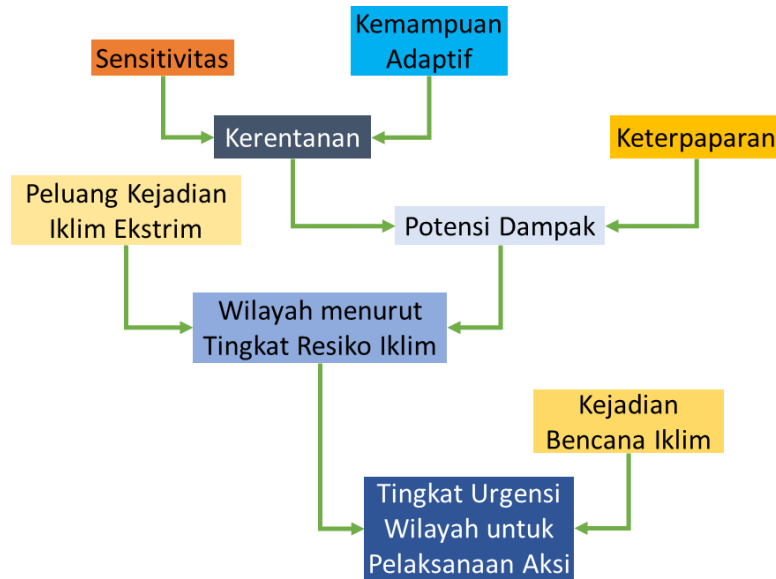 Kemampuan
Adaptif
Sensitivitas
Kerentanan
Keterpaparan
Peluang Kejadian
Iklim Ekstrim
Potensi Dampak
Wilayah menurut
Tingkat Resiko Iklim
Kejadian
Bencana Iklim
Tingkat Urgensi
Wilayah untuk
Pelaksanaan Aksi